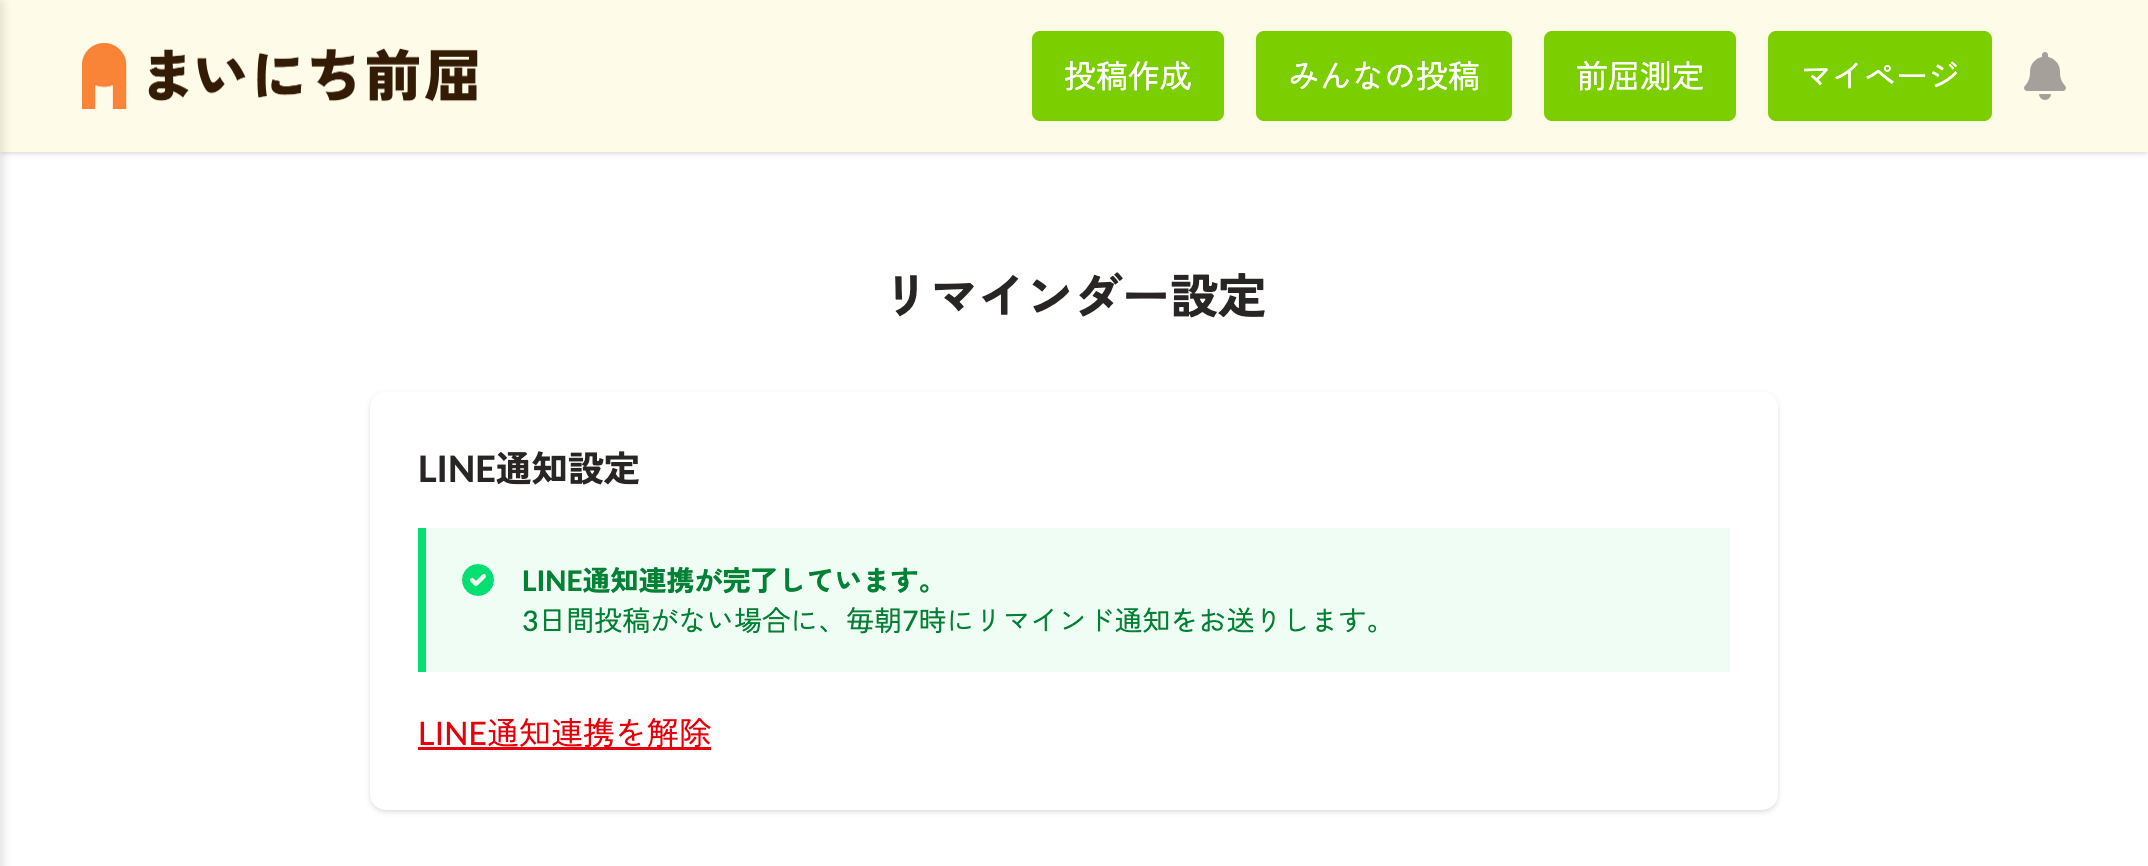 まいにち前屈
投稿作成
みんなの投稿
前屈測定
マイページ
リマインダー設定
LINE通知設定
LINE通知連携が完了しています。
3日間投稿がない場合に、毎朝7時にリマインド通知をお送りします。
LINE通知連携を解除